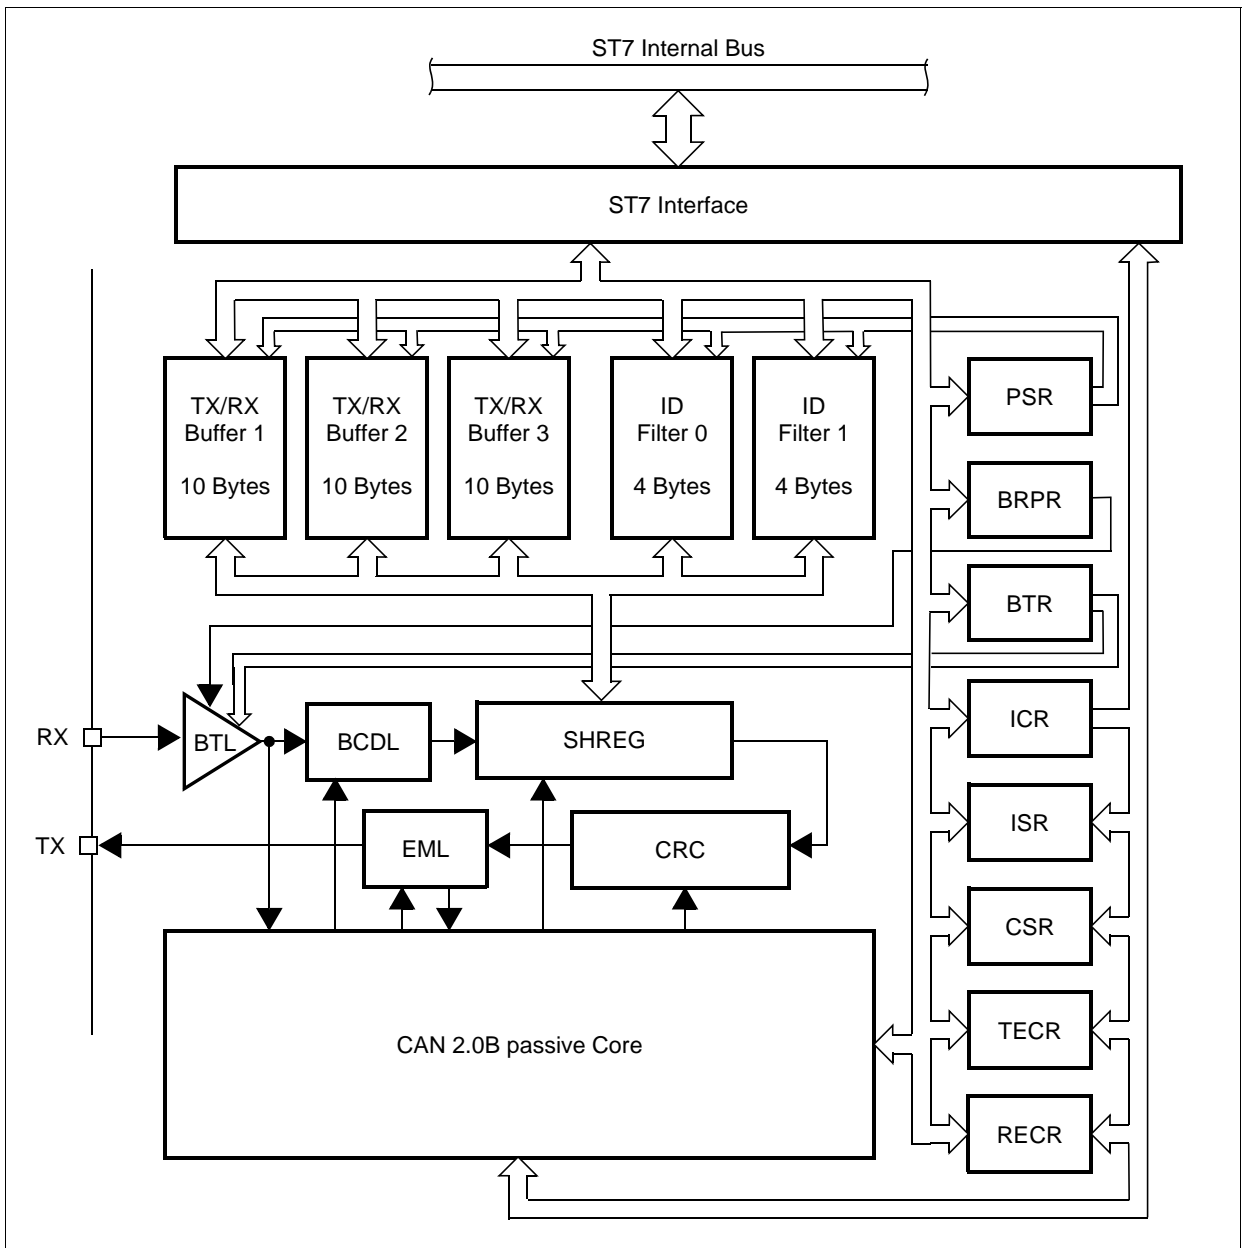 ST7 Internal Bus
ST7 Interface
TX/RX
Buffer 1
10 Bytes
TX/RX
Buffer 2
10 Bytes
TX/RX
Buffer 3
10 Bytes
ID
Filter 0
4 Bytes
ID
Filter 1
4 Bytes
PSR
BRPR
BTR
ICR
ISR
CSR
TECR
RECR
RX
BTL
BCDL
SHREG
TX
EML
CRC
CAN 2.0B passive Core